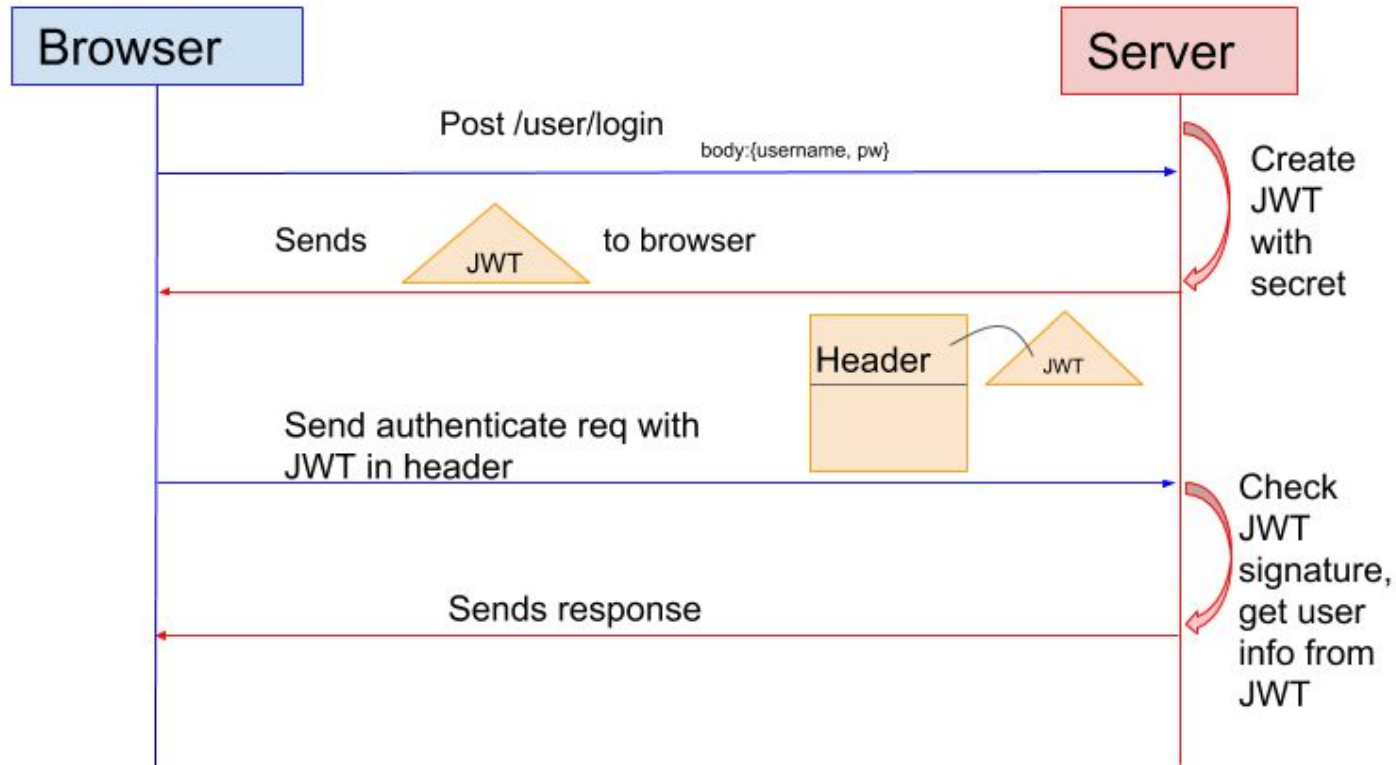 Browser
Server
Post /user/login
body:{username, pw}
Create
JWT
with
secret
Sends
JWT
to browser
Header
JWT
Send authenticate req with
JWT in header
Check
JWT
signature,
get user
info from
JWT
Sends response